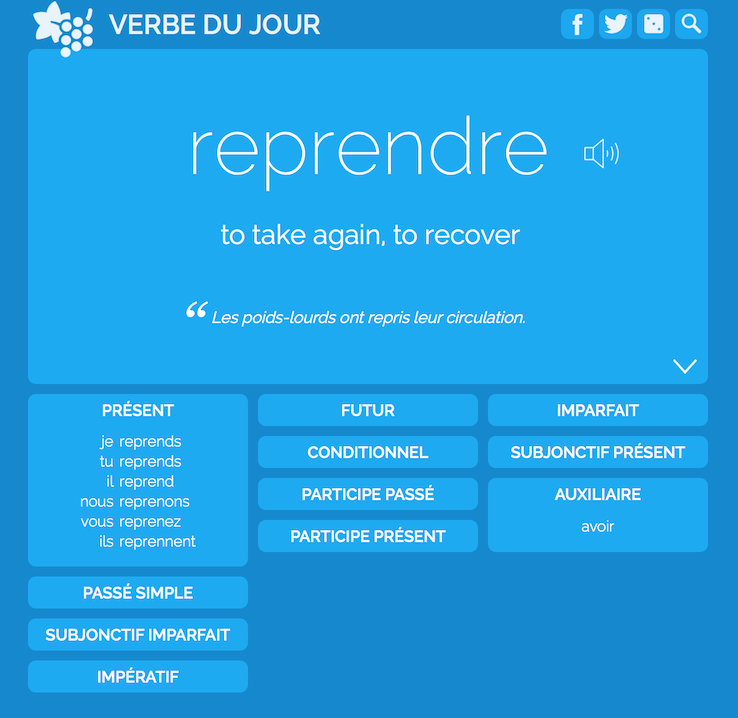 VERBE DU JOUR
reprendre
to take again, to recover
“ Les poids-lourds ont repris leur circulation.
PRÉSENT
je reprends
tu reprends
il reprend
nous reprenons
vous reprenez
ils reprennent
PASSÉ SIMPLE
SUBJONCTIF IMPARFAIT
IMPÉRATIF
FUTUR
CONDITIONNEL
PARTICIPE PASSÉ
PARTICIPE PRÉSENT
IMPARFAIT
SUBJONCTIF PRÉSENT
AUXILIAIRE
avoir